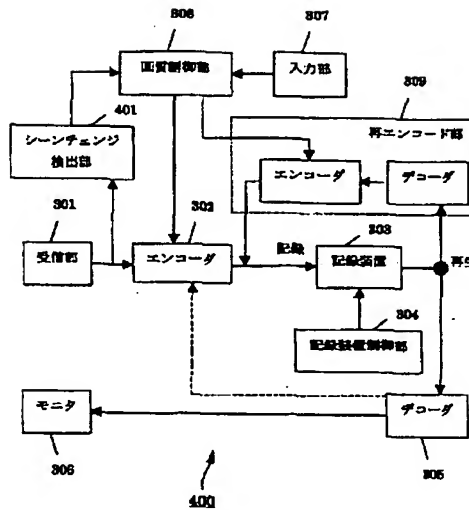 308
307
画質制御部
入力部
309
401
再エンコード部
シーンチェンジ
検出部
エンコーダ
デコーダ
301
302
303
受信部
エンコーダ
記録
記録装置
再生
304
記録装置制御部
モニタ
デコーダ
306
305
400